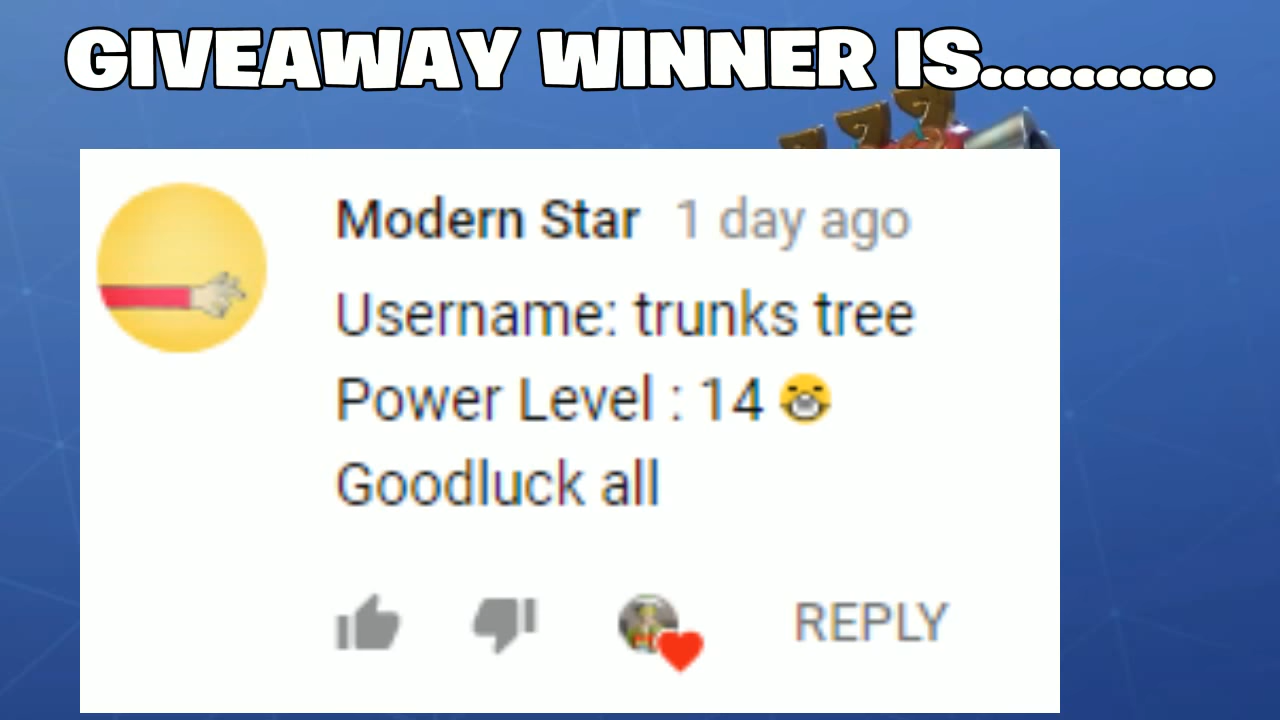 GIVEAWAY WINNER IS..........
Modern Star 1 day ago
Username: trunks tree
Power Level : 14 😂
Goodluck all
REPLY